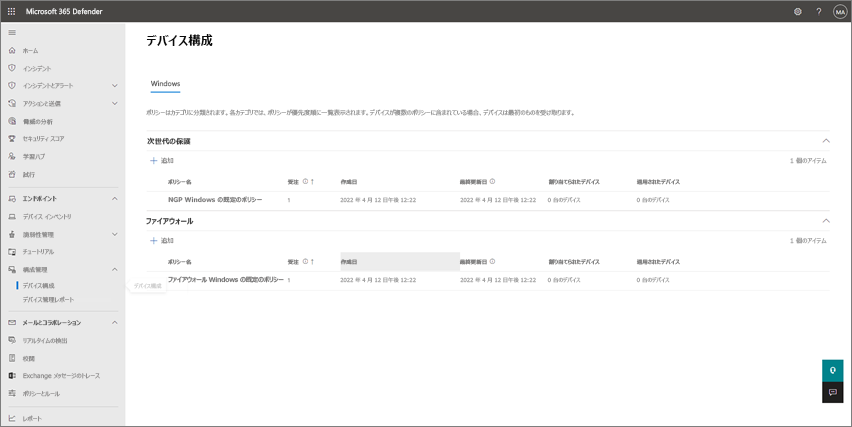 Microsoft 365 Defender
?
MA
デバイス構成
Windows
ポリシーはカテゴリに分類されます。各カテゴリでは、ポリシーが優先度順に一覧表示されます。デバイスが複数のポリシーに含まれている場合、デバイスは最初のものを受け取ります。
次世代の保護
追加
1 個のアイテム
ポリシー名 受注 ↑ 作成日 最終更新日 割り当てられたデバイス 適用されたデバイス
NGP Windows の既定のポリシー 1 2022 年 4 月 12 日午後 12:22 2022 年 4 月 12 日午後 12:22 0 台のデバイス 0 台のデバイス
ファイアウォール
追加
1 個のアイテム
ポリシー名 受注 ↑ 作成日 最終更新日 割り当てられたデバイス 適用されたデバイス
ファイアウォール Windows の既定のポリシー 1 2022 年 4 月 12 日午後 12:22 2022 年 4 月 12 日午後 12:22 0 台のデバイス 0 台のデバイス
ホーム
インシデント
インシデントとアラート
アクションと送信
脅威の分析
セキュリティ スコア
学習ハブ
試行
エンドポイント
デバイス インベントリ
脆弱性管理
チュートリアル
構成管理
デバイス構成
デバイス構成
デバイス管理レポート
メールとコラボレーション
リアルタイムの検出
校閲
Exchange メッセージのトレース
ポリシーとルール
レポート